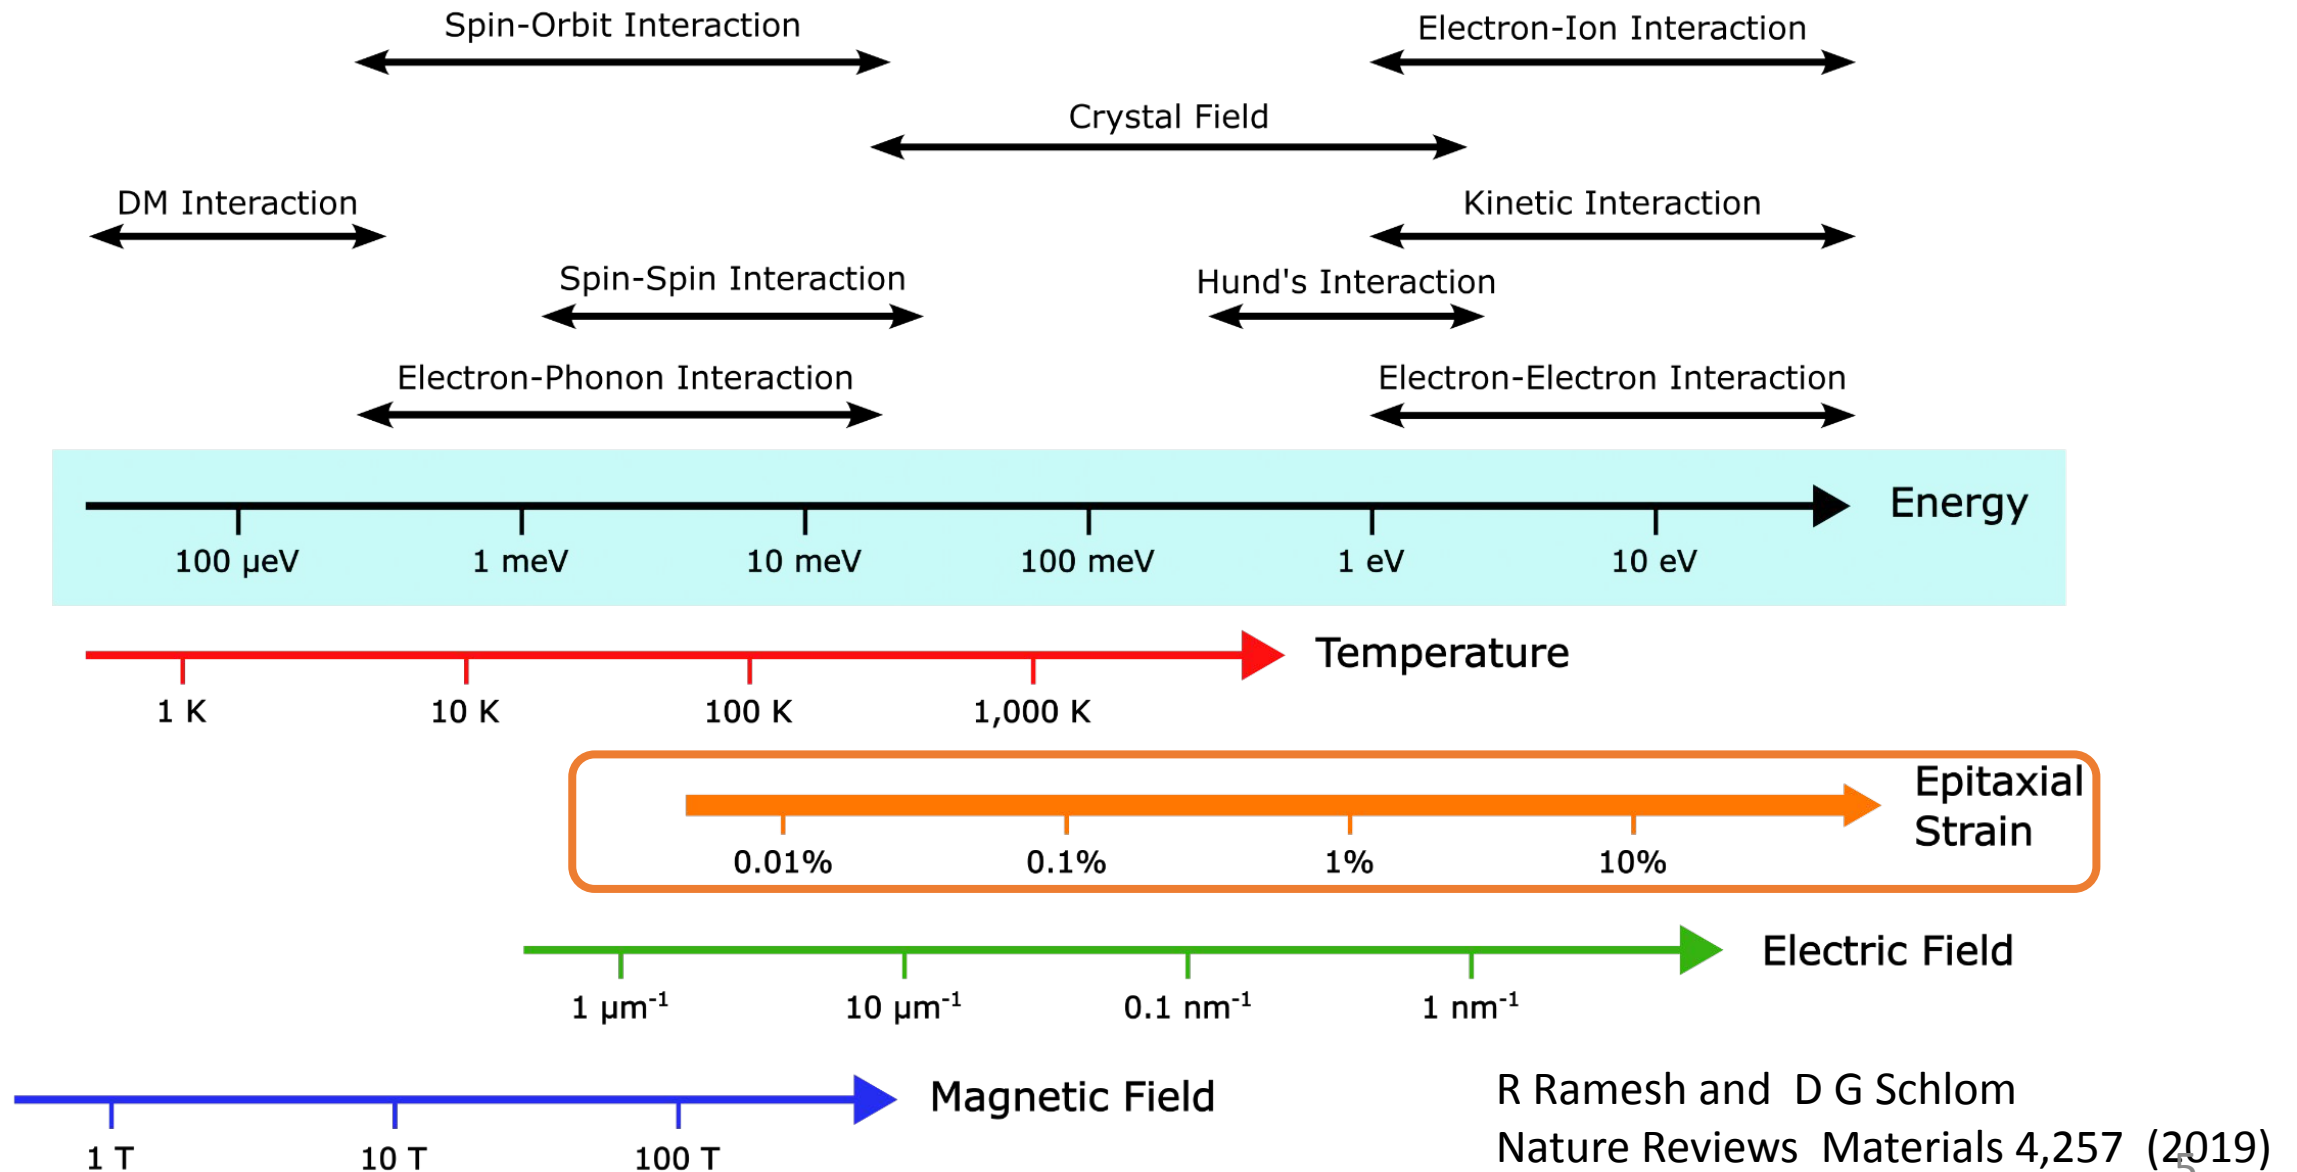 Spin-Orbit Interaction
Electron-Ion Interaction
Crystal Field
DM Interaction
Kinetic Interaction
Spin-Spin Interaction
Hund's Interaction
Electron-Phonon Interaction
Electron-Electron Interaction
Energy
100 µeV
1 meV
10 meV
100 meV
1 eV
10 eV
Temperature
1 K
10 K
100 K
1,000 K
Epitaxial
Strain
0.01%
0.1%
1%
10%
Electric Field
1 µm⁻¹
10 µm⁻¹
0.1 nm⁻¹
1 nm⁻¹
Magnetic Field
1 T
10 T
100 T
R Ramesh and D G Schlom
Nature Reviews Materials 4,257 (2019)
5